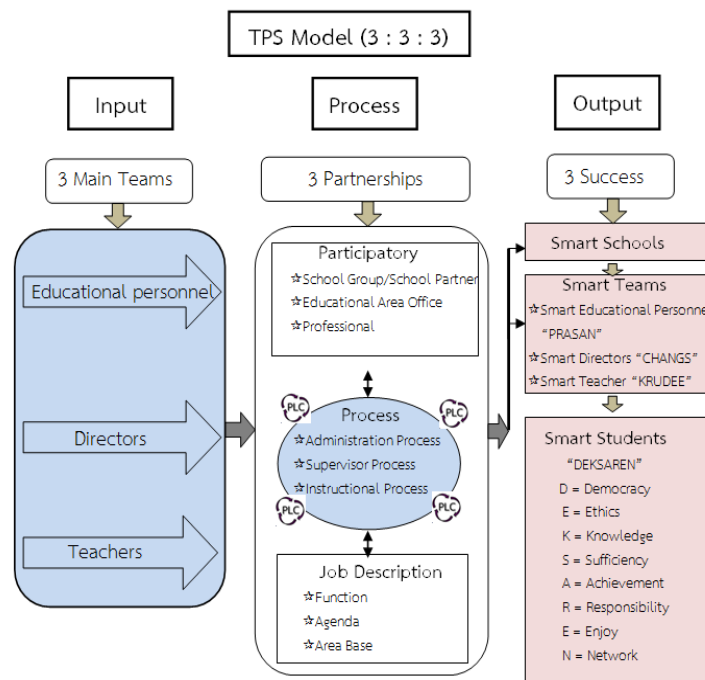 TPS Model (3 : 3 : 3)
Input
Process
Output
3 Main Teams
3 Partnerships
3 Success
Educational personnel
Directors
Teachers
Participatory
☆School Group/School Partner
☆Educational Area Office
☆Professional
PLC
PLC
Process
☆Administration Process
☆Supervisor Process
☆Instructional Process
PLC
PLC
Job Description
☆Function
☆Agenda
☆Area Base
Smart Schools
Smart Teams
☆Smart Educational Personne
“PRASAN”
☆Smart Directors “CHANGS”
☆Smart Teacher “KRUDEE”
Smart Students
“DEKSAREN”
D = Democracy
E = Ethics
K = Knowledge
S = Sufficiency
A = Achievement
R = Responsibility
E = Enjoy
N = Network